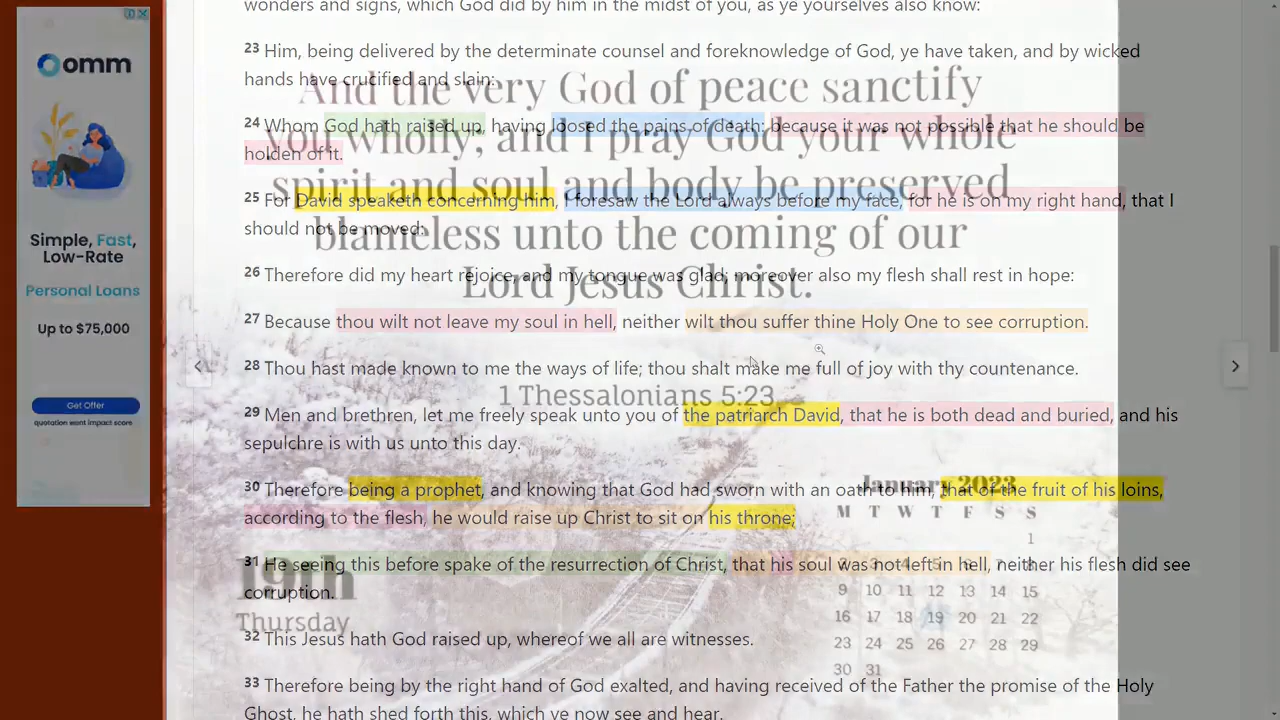 wonders and signs, which God did by him in the midst of you, as ye yourselves also know:
23 Him, being delivered by the determinate counsel and foreknowledge of God, ye have taken, and by wicked
hands have crucified and slain:
24 Whom God hath raised up, having loosed the pains of death: because it was not possible that he should be
holden of it.
25 For David speaketh concerning him, I foresaw the Lord always before my face, for he is on my right hand, that I
should not be moved:
26 Therefore did my heart rejoice, and my tongue was glad; moreover also my flesh shall rest in hope:
27 Because thou wilt not leave my soul in hell, neither wilt thou suffer thine Holy One to see corruption.
28 Thou hast made known to me the ways of life; thou shalt make me full of joy with thy countenance.
29 Men and brethren, let me freely speak unto you of the patriarch David, that he is both dead and buried, and his
sepulchre is with us unto this day.
30 Therefore being a prophet, and knowing that God had sworn with an oath to him, that of the fruit of his loins,
according to the flesh, he would raise up Christ to sit on his throne;
31 He seeing this before spake of the resurrection of Christ, that his soul was not left in hell, neither his flesh did see
corruption.
32 This Jesus hath God raised up, whereof we all are witnesses.
33 Therefore being by the right hand of God exalted, and having received of the Father the promise of the Holy
Ghost, he hath shed forth this, which ye now see and hear.
And the very God of peace sanctify
you wholly; and I pray God your whole
spirit and soul and body be preserved
blameless unto the coming of our
Lord Jesus Christ.
1 Thessalonians 5:23
19th
Thursday
January 2023
M T W T F S S
1
2 3 4 5 6 7 8
9 10 11 12 13 14 15
16 17 18 19 20 21 22
23 24 25 26 27 28 29
30 31
omm
Simple, Fast,
Low-Rate
Personal Loans
Up to $75,000
Get Offer
quotation wont impact score